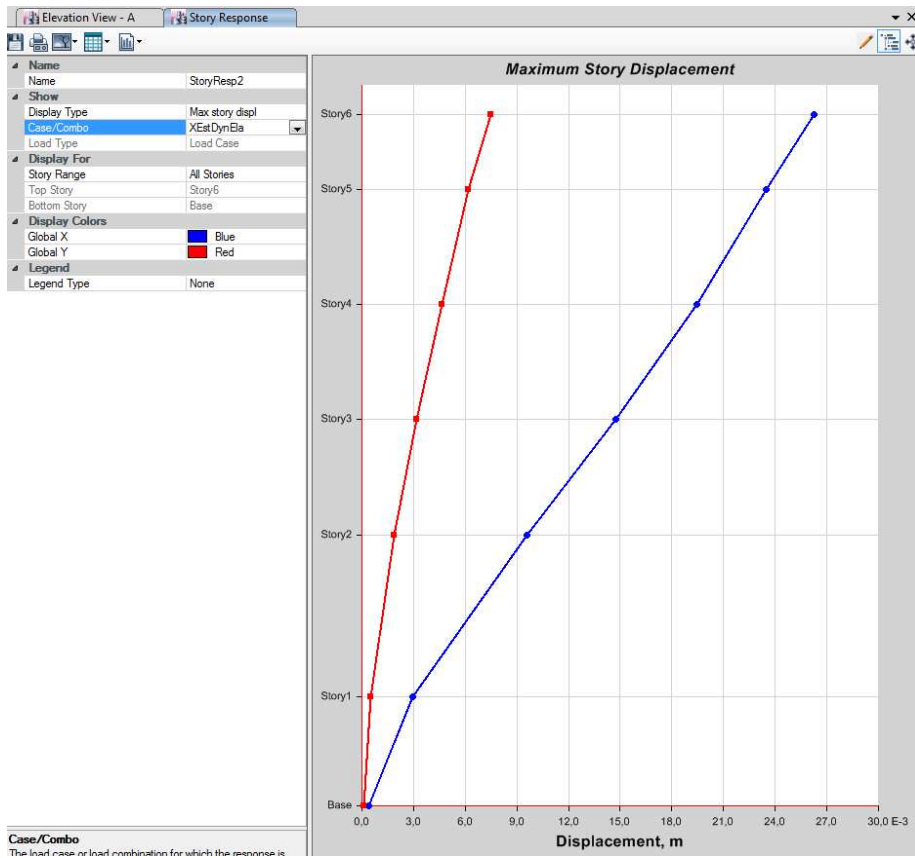 Elevation View - A
Story Response
Name
Name StoryResp2
Show
Display Type Max story displ
Case/Combo XEstDynEla
Load Type Load Case
Display For
Story Range All Stories
Top Story Story6
Bottom Story Base
Display Colors
Global X Blue
Global Y Red
Legend
Legend Type None
Case/Combo
The load case or load combination for which the response is
Maximum Story Displacement
Story6
Story5
Story4
Story3
Story2
Story1
Base
0,0 3,0 6,0 9,0 12,0 15,0 18,0 21,0 24,0 27,0 30,0 E-3
Displacement, m